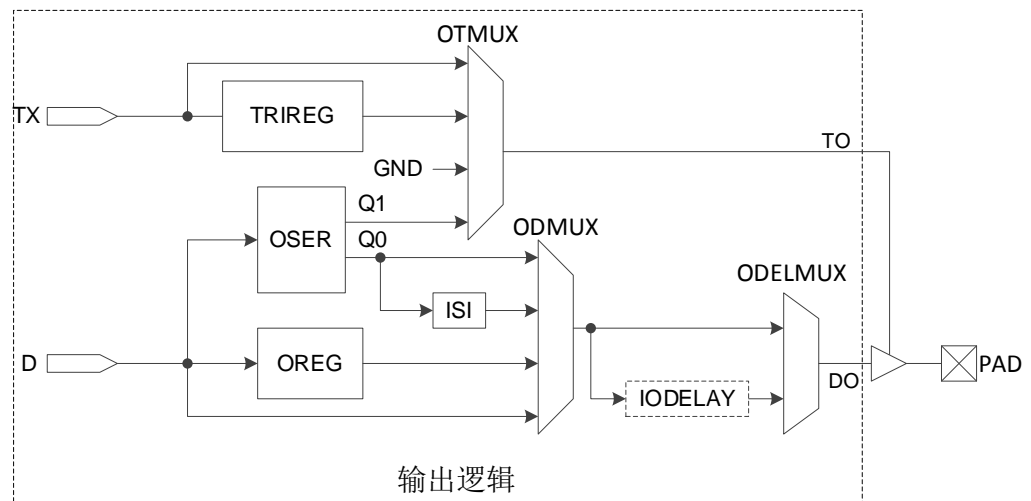 OTMUX
TX
TRIREG
TO
GND
Q1
OSER
Q0
ODMUX
ODELMUX
ISI
D
OREG
DO
PAD
IODELAY
输出逻辑